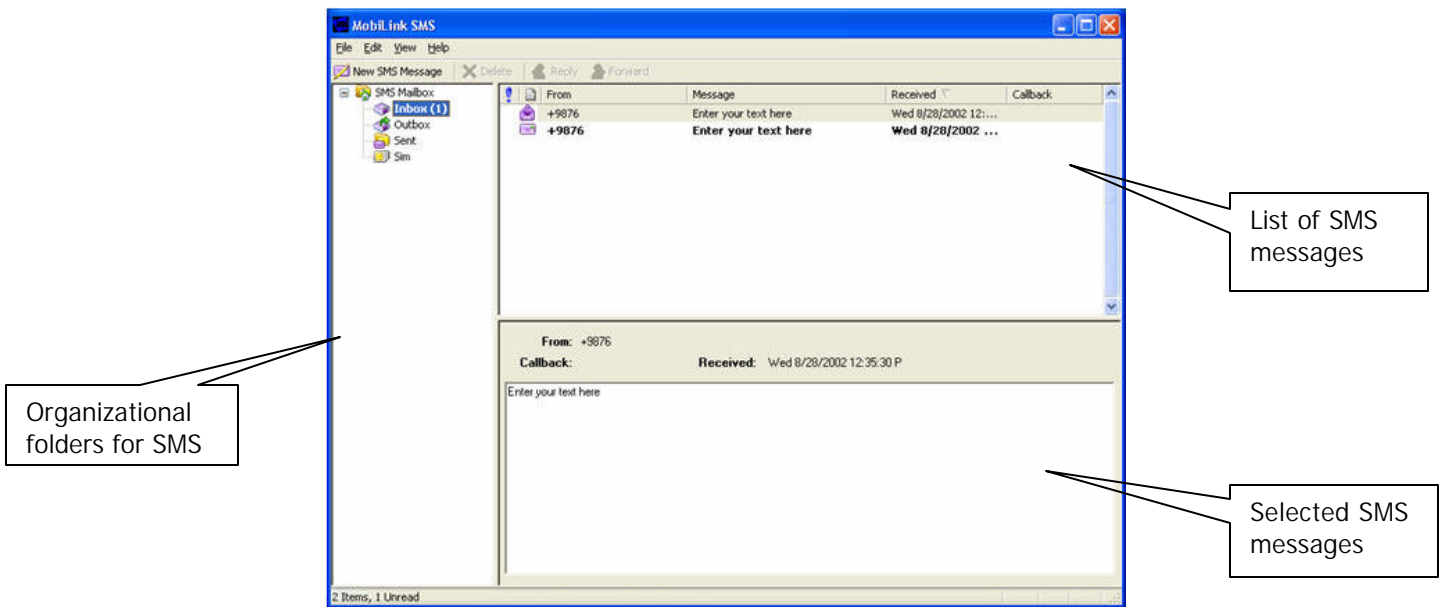 MobiLink SMS
File Edit View Help
New SMS Message Delete Reply Forward
SMS Mailbox
Inbox (1)
Outbox
Sent
Sim
From Message Received Callback
+9876 Enter your text here Wed 8/28/2002 12:...
+9876 Enter your text here Wed 8/28/2002 ...
List of SMS
messages
From: +9876
Callback: Received: Wed 8/28/2002 12:35:30 P
Enter your text here
Organizational
folders for SMS
Selected SMS
messages
2 Items, 1 Unread